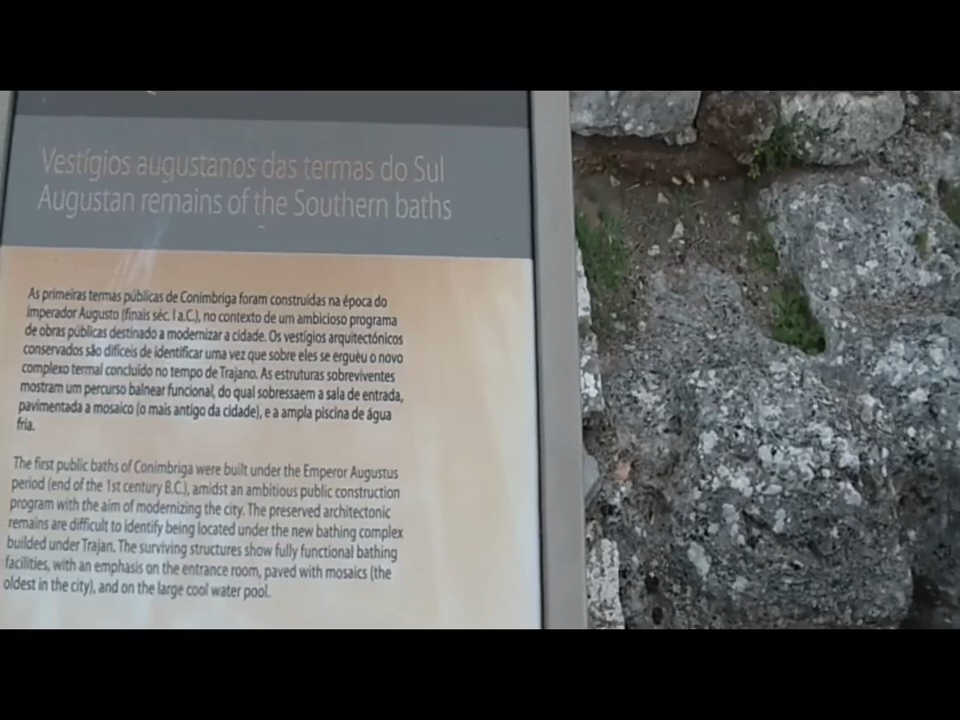 Vestígios augustanos das termas do Sul
Augustan remains of the Southern baths
As primeiras termas públicas de Conimbriga foram construídas na época do
Imperador Augusto (finais séc. I a.C.), no contexto de um ambicioso programa
de obras públicas destinado a modernizar a cidade. Os vestígios arquitectónicos
conservados são difíceis de identificar uma vez que sobre eles se ergueu o novo
complexo termal concluído no tempo de Trajano. As estruturas sobreviventes
mostram um percurso balnear funcional, do qual sobressaem a sala de entrada,
pavimentada a mosaico (o mais antigo da cidade), e a ampla piscina de água
fria.
The first public baths of Conimbriga were built under the Emperor Augustus
period (end of the 1st century B.C.), amidst an ambitious public construction
program with the aim of modernizing the city. The preserved architectonic
remains are difficult to identify being located under the new bathing complex
builded under Trajan. The surviving structures show fully functional bathing
facilities, with an emphasis on the entrance room, paved with mosaics (the
oldest in the city), and on the large cool water pool.